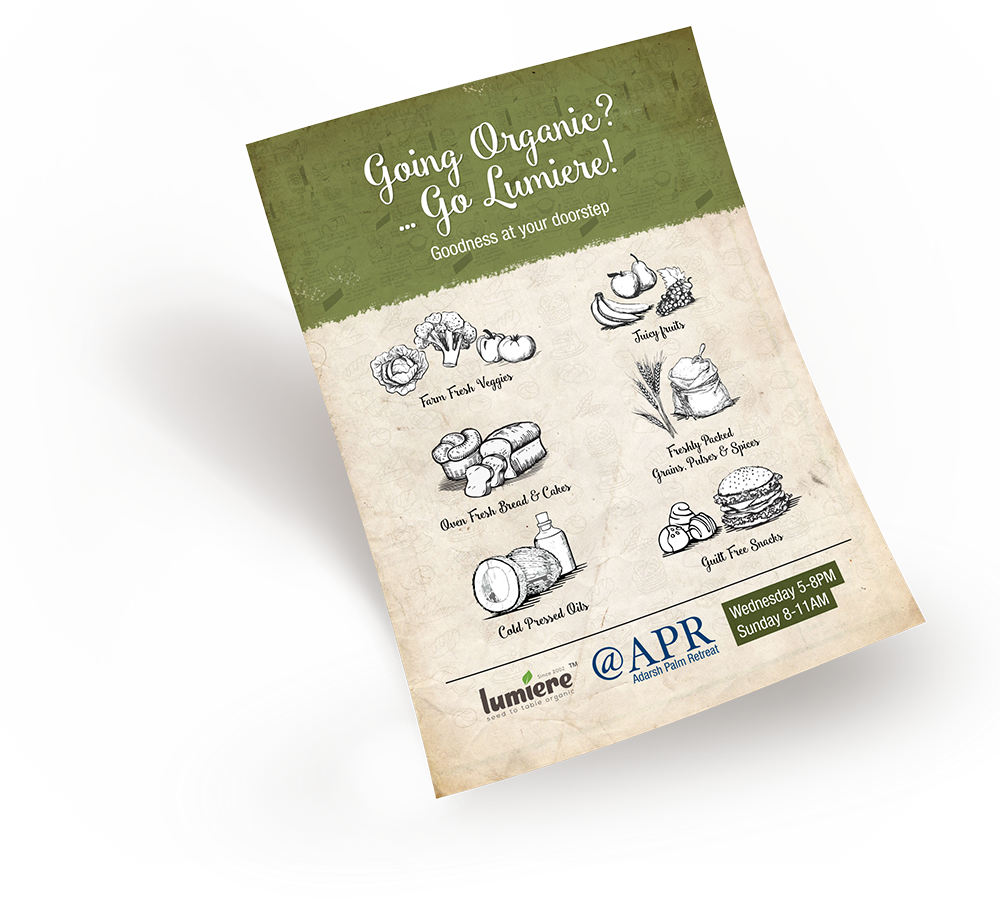 Going Organic?
... Go Lumiere!
Goodness at your doorstep
Farm Fresh Veggies
Juicy fruits
Oven Fresh Bread & Cakes
Freshly Packed
Grains, Pulses & Spices
Cold Pressed Oils
Guilt Free Snacks
Since 2002
lumiere™
seed to table organic
@APR
Adarsh Palm Retreat
Wednesday 5-8PM
Sunday 8-11AM